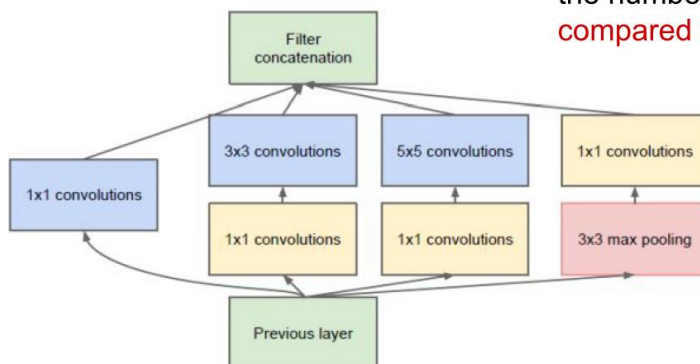 the numbe
compared
Filter
concatenation
3x3 convolutions
5x5 convolutions
1x1 convolutions
1x1 convolutions
1x1 convolutions
1x1 convolutions
3x3 max pooling
Previous layer